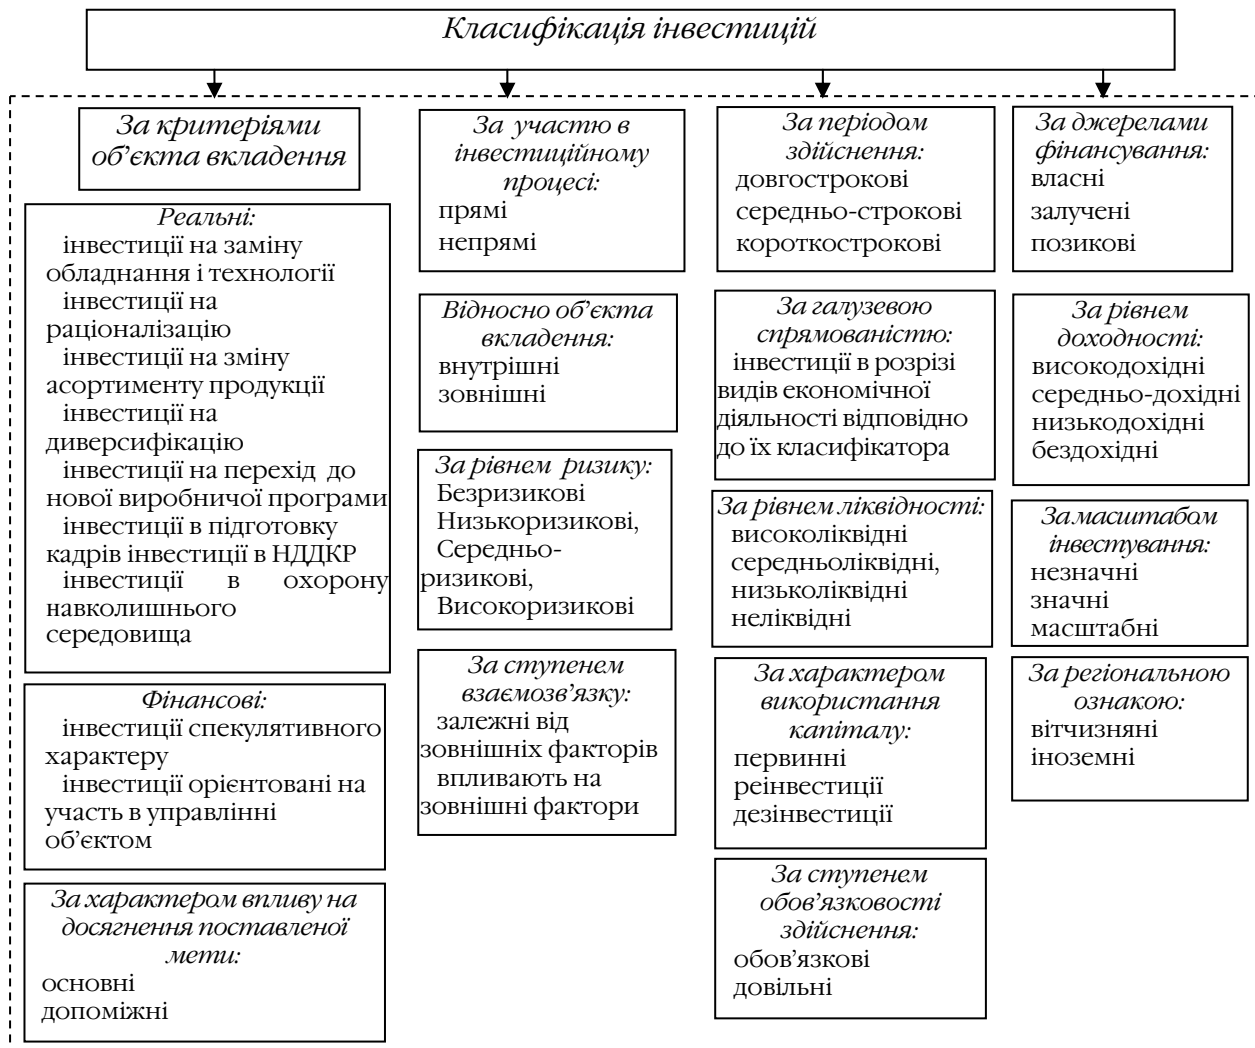 Класифікація інвестицій
За критеріями
об'єкта вкладення
Реальні:
інвестиції на заміну
обладнання і технології
інвестиції на
раціоналізацію
інвестиції на зміну
асортименту продукції
інвестиції на
диверсифікацію
інвестиції на перехід до
нової виробничої програми
інвестиції в підготовку
кадрів інвестиції в НДДКР
інвестиції в охорону
навколишнього
середовища
Фінансові:
інвестиції спекулятивного
характеру
інвестиції орієнтовані на
участь в управлінні
об'єктом
За характером впливу на
досягнення поставленої
мети:
основні
допоміжні
За участю в
інвестиційному
процесі:
прямі
непрямі
Відносно об'єкта
вкладення:
внутрішні
зовнішні
За рівнем ризику:
Безризикові
Низькоризикові,
Середньо-
ризикові,
Високоризикові
За ступенем
взаємозв'язку:
залежні від
зовнішніх факторів
впливають на
зовнішні фактори
За періодом
здійснення:
довгострокові
середньо-строкові
короткострокові
За галузевою
спрямованістю:
інвестиції в розрізі
видів економічної
діяльності відповідно
до їх класифікатора
За рівнем ліквідності:
високоліквідні
середньоліквідні,
низьколіквідні
неліквідні
За характером
використання
капіталу:
первинні
реінвестиції
дезінвестиції
За ступенем
обов'язковості
здійснення:
обов'язкові
довільні
За джерелами
фінансування:
власні
залучені
позикові
За рівнем
доходності:
високодохідні
середньо-дохідні
низькодохідні
бездохідні
За масштабом
інвестування:
незначні
значні
масштабні
За регіональною
ознакою:
вітчизняні
іноземні